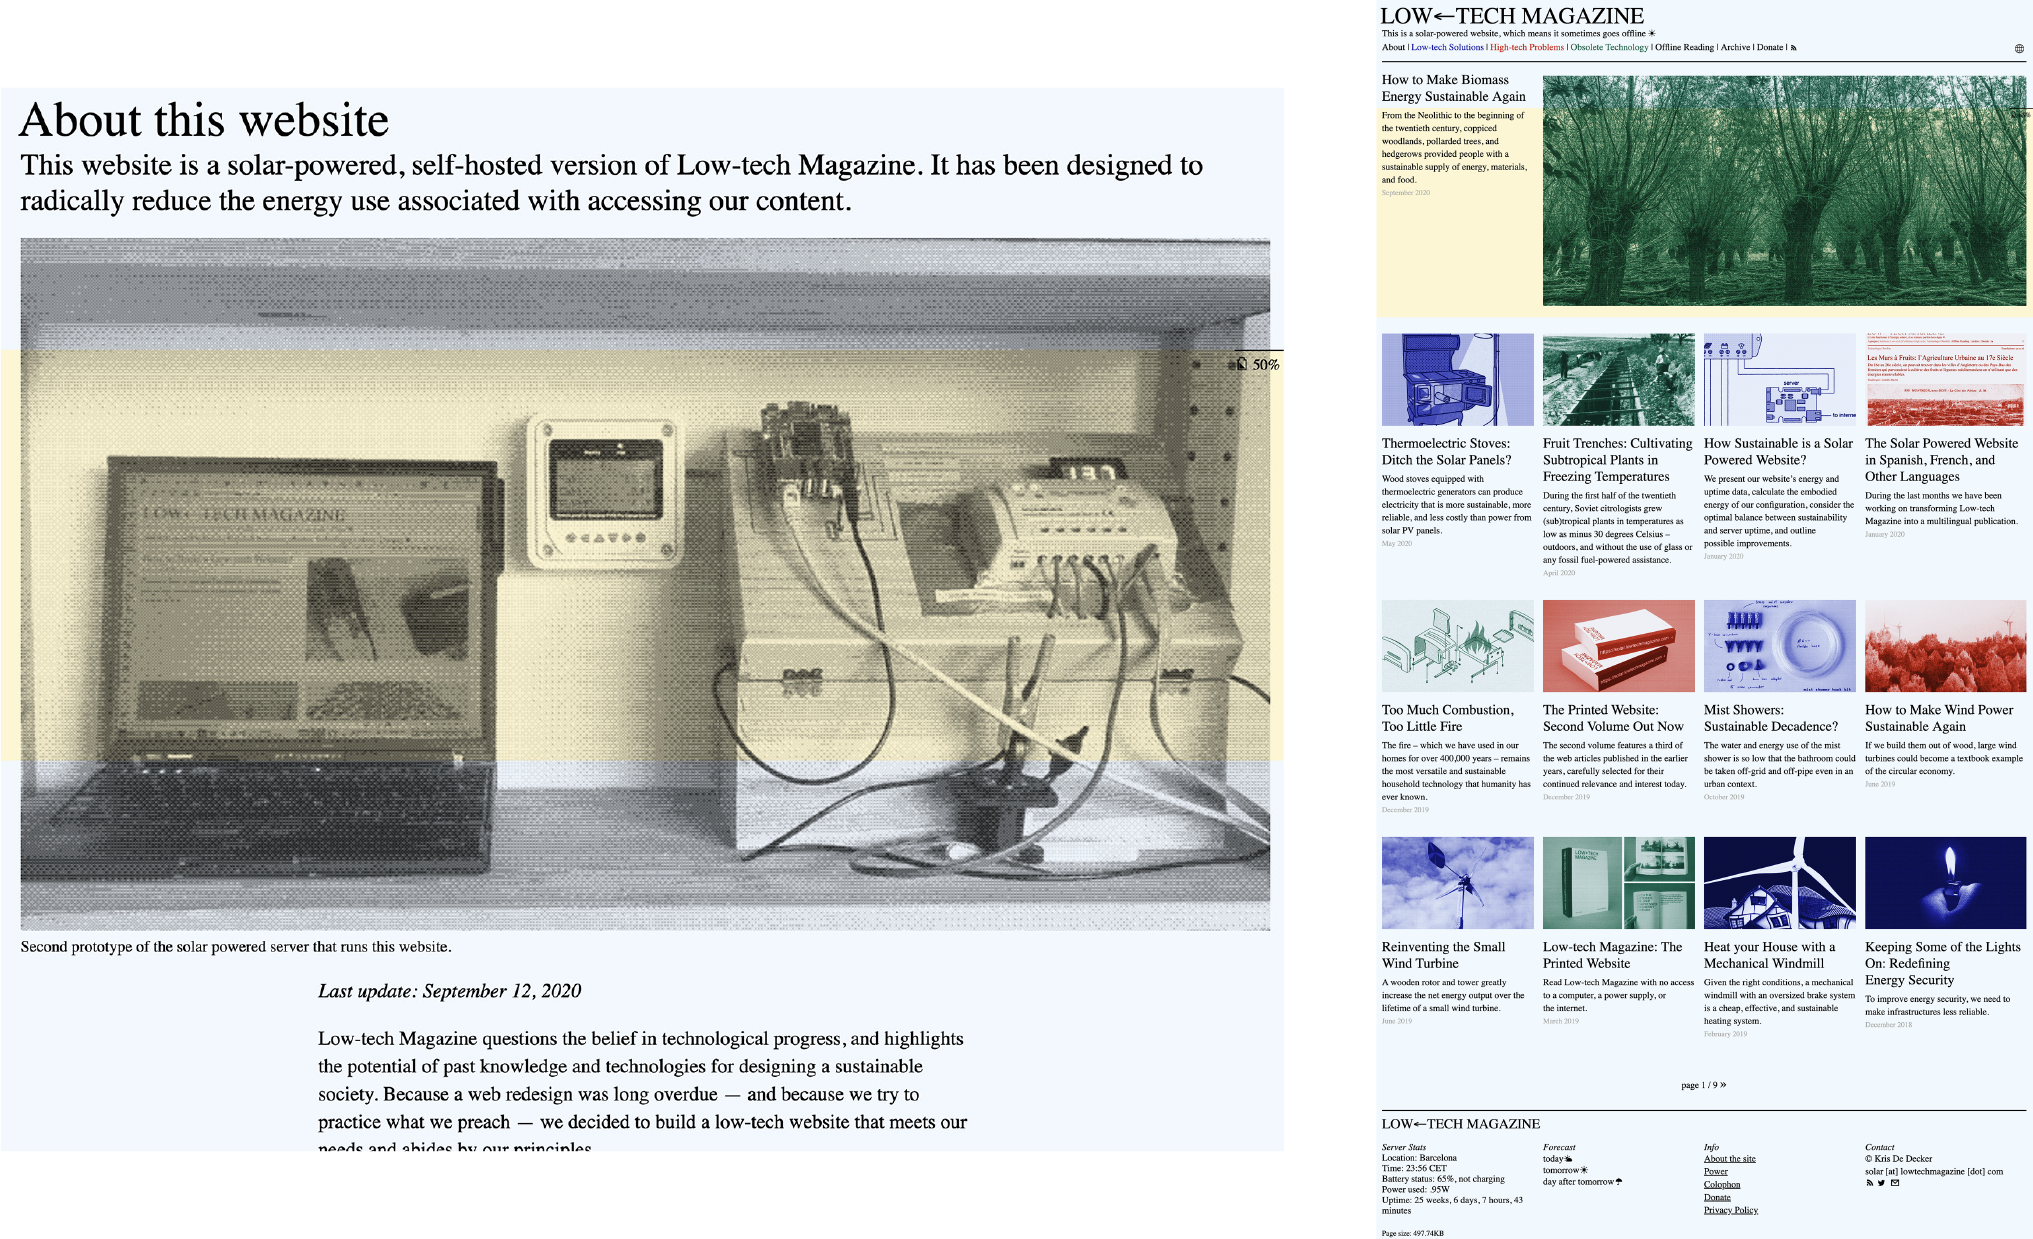 About this website
This website is a solar-powered, self-hosted version of Low-tech Magazine. It has been designed to
radically reduce the energy use associated with accessing our content.
50%
LOW← TECH MAGAZINE
Second prototype of the solar powered server that runs this website.
Last update: September 12, 2020
Low-tech Magazine questions the belief in technological progress, and highlights
the potential of past knowledge and technologies for designing a sustainable
society. Because a web redesign was long overdue — and because we try to
practice what we preach — we decided to build a low-tech website that meets our
needs and abides by our principles.
LOW←TECH MAGAZINE
This is a solar-powered website, which means it sometimes goes offline ☀
About | Low-tech Solutions | High-tech Problems | Obsolete Technology | Offline Reading | Archive | Donate |
How to Make Biomass
Energy Sustainable Again
From the Neolithic to the beginning of
the twentieth century, coppiced
woodlands, pollarded trees, and
hedgerows provided people with a
sustainable supply of energy, materials,
and food.
September 2020
Thermoelectric Stoves:
Ditch the Solar Panels?
Wood stoves equipped with
thermoelectric generators can produce
electricity that is more sustainable, more
reliable, and less costly than power from
solar PV panels.
May 2020
Fruit Trenches: Cultivating
Subtropical Plants in
Freezing Temperatures
During the first half of the twentieth
century, Soviet citrologists grew
(sub)tropical plants in temperatures as
low as minus 30 degrees Celsius –
outdoors, and without the use of glass or
any fossil fuel-powered assistance.
April 2020
server
to interne
How Sustainable is a Solar
Powered Website?
We present our website's energy and
uptime data, calculate the embodied
energy of our configuration, consider the
optimal balance between sustainability
and server uptime, and outline
possible improvements.
January 2020
Les Murs à Fruits: l'Agriculture Urbaine au 17e Siècle
The Solar Powered Website
in Spanish, French, and
Other Languages
During the last months we have been
working on transforming Low-tech
Magazine into a multilingual publication.
January 2020
Too Much Combustion,
Too Little Fire
The fire – which we have used in our
homes for over 400,000 years – remains
the most versatile and sustainable
household technology that humanity has
ever known.
December 2019
The Printed Website:
Second Volume Out Now
The second volume features a third of
the web articles published in the earlier
years, carefully selected for their
continued relevance and interest today.
December 2019
Mist Showers:
Sustainable Decadence?
The water and energy use of the mist
shower is so low that the bathroom could
be taken off-grid and off-pipe even in an
urban context.
October 2019
How to Make Wind Power
Sustainable Again
If we build them out of wood, large wind
turbines could become a textbook example
of the circular economy.
June 2019
Reinventing the Small
Wind Turbine
A wooden rotor and tower greatly
increase the net energy output over the
lifetime of a small wind turbine.
June 2019
LOW←TECH
MAGAZINE
Low-tech Magazine: The
Printed Website
Read Low-tech Magazine with no access
to a computer, a power supply, or
the internet.
March 2019
Heat your House with a
Mechanical Windmill
Given the right conditions, a mechanical
windmill with an oversized brake system
is a cheap, effective, and sustainable
heating system.
February 2019
Keeping Some of the Lights
On: Redefining
Energy Security
To improve energy security, we need to
make infrastructures less reliable.
December 2018
page 1 / 9 »
LOW←TECH MAGAZINE
Server Stats
Location: Barcelona
Time: 23:56 CET
Battery status: 65%, not charging
Power used: .95W
Uptime: 25 weeks, 6 days, 7 hours, 43
minutes
Page size: 497.74KB
Forecast
today
tomorrow☀
day after tomorrow
Info
About the site
Power
Colophon
Donate
Privacy Policy
Contact
© Kris De Decker
solar [at] lowtechmagazine [dot] com